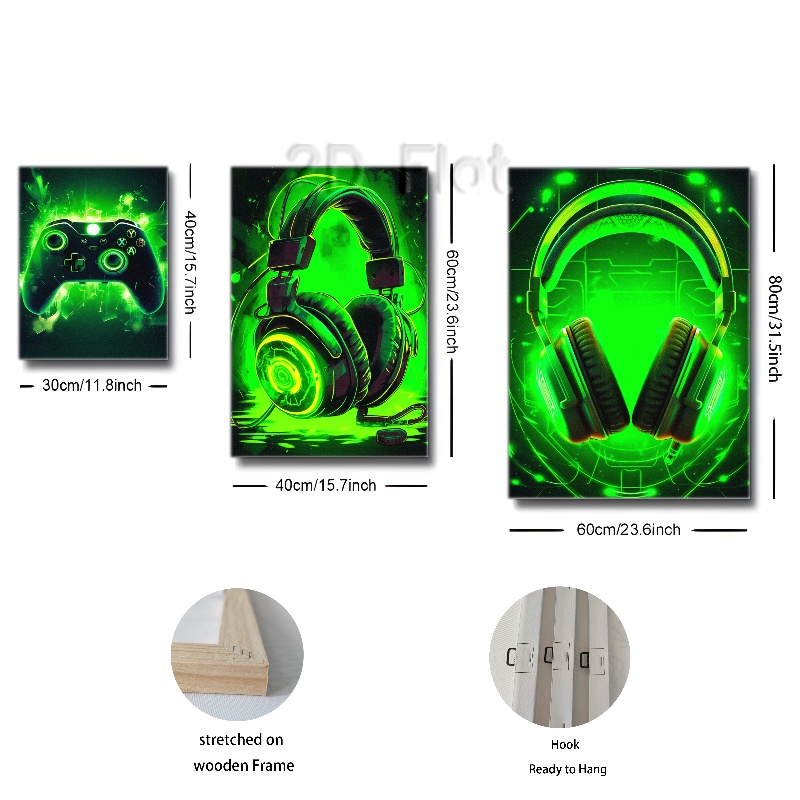 2D Flat
40cm/15.7inch
30cm/11.8inch
60cm/23.6inch
40cm/15.7inch
80cm/31.5inch
60cm/23.6inch
Y
X B
A
stretched on
wooden Frame
Hook
Ready to Hang